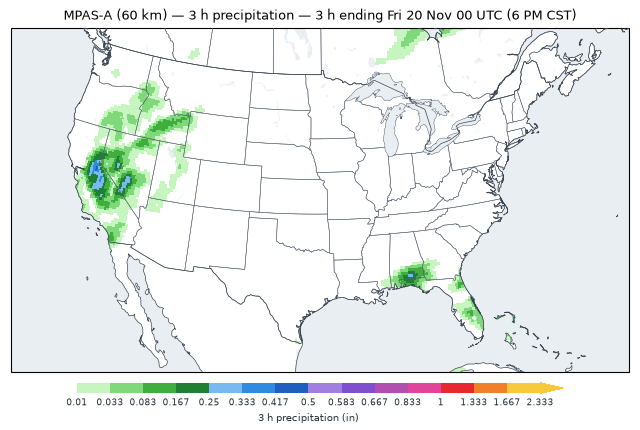 MPAS-A (60 km) — 3 h precipitation — 3 h ending Fri 20 Nov 00 UTC (6 PM CST)
0.01 0.033 0.083 0.167 0.25 0.333 0.417 0.5 0.583 0.667 0.833 1 1.333 1.667 2.333
3 h precipitation (in)